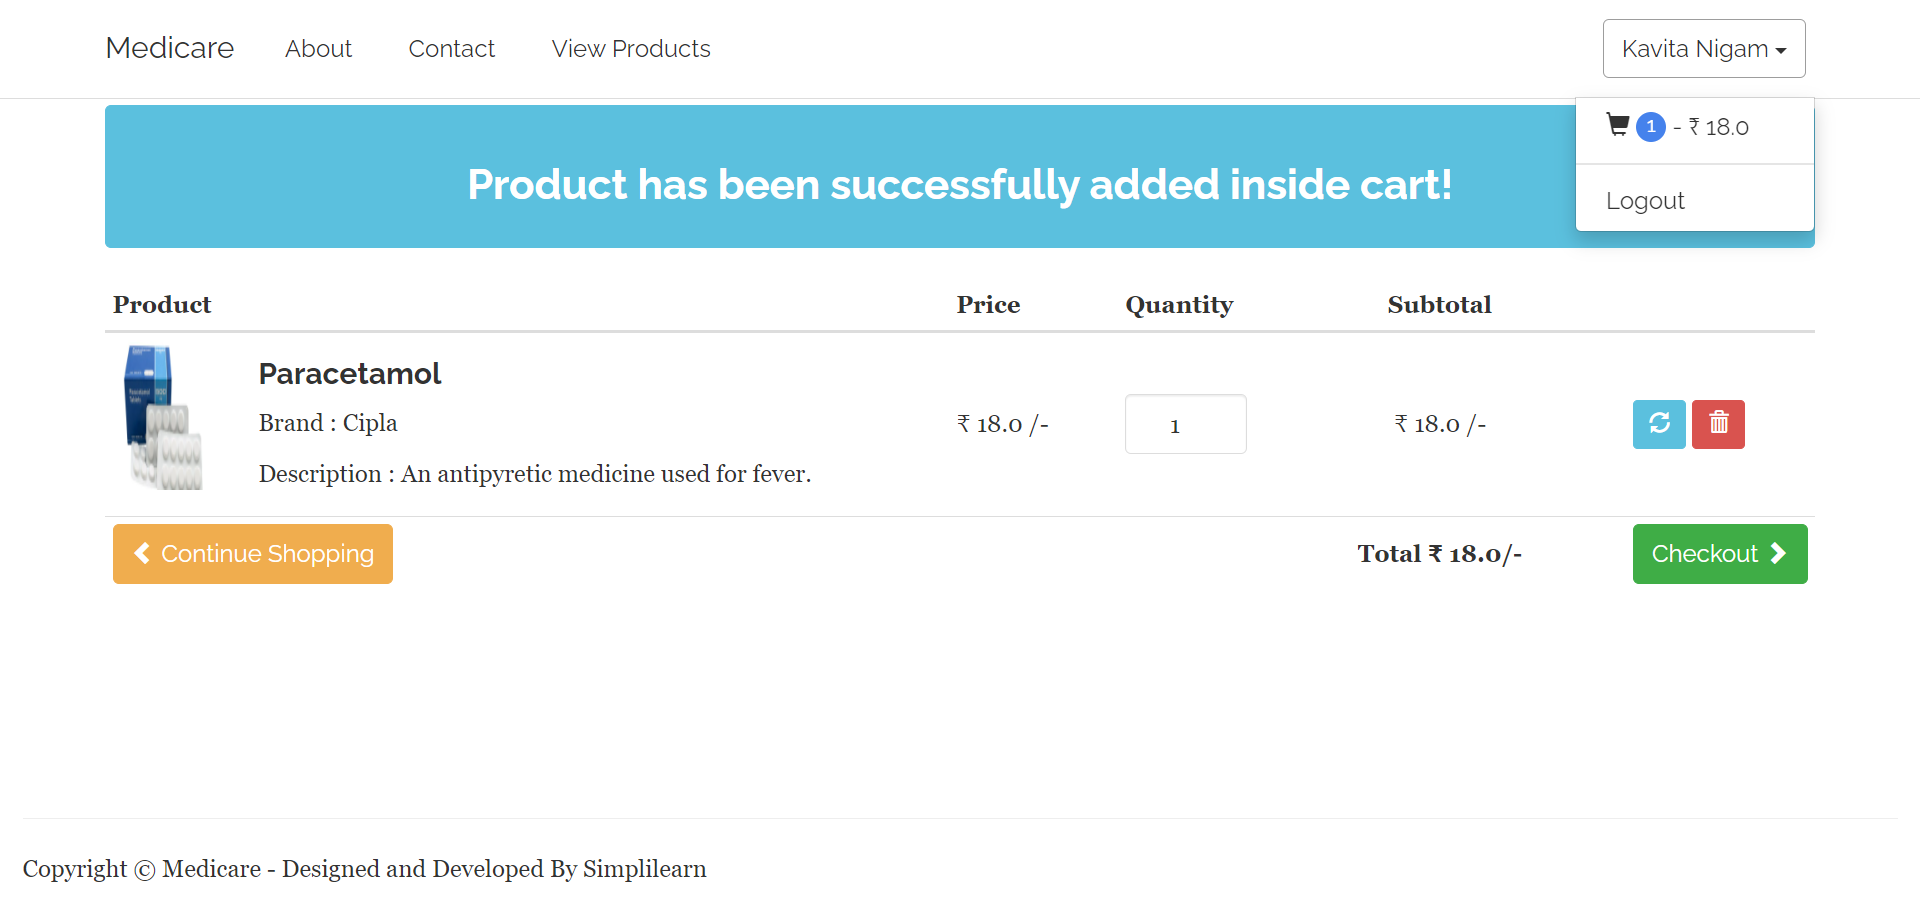 Medicare About Contact View Products Kavita Nigam
1 - ₹ 18.0
Logout
Product has been successfully added inside cart!
Product Price Quantity Subtotal
Paracetamol
Brand : Cipla
Description : An antipyretic medicine used for fever.
₹ 18.0 /- 1 ₹ 18.0 /-
Continue Shopping Total ₹ 18.0/- Checkout
Copyright © Medicare - Designed and Developed By Simplilearn